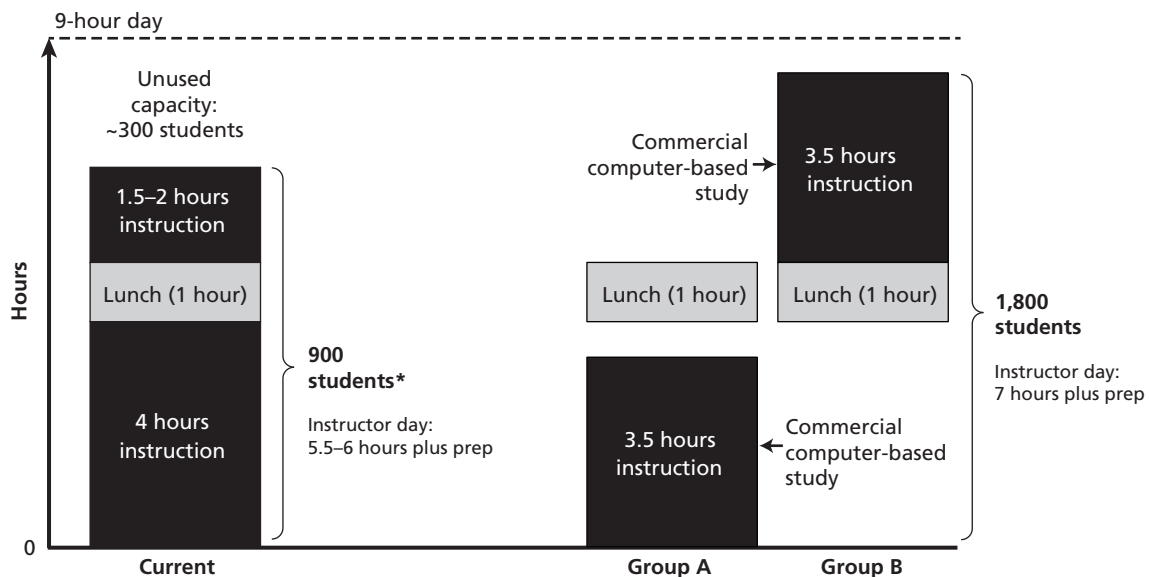 9-hour day
Unused
capacity:
~300 students
1.5–2 hours
instruction
Lunch (1 hour)
4 hours
instruction
900
students*
Instructor day:
5.5–6 hours plus prep
Commercial
computer-based
study
3.5 hours
instruction
Lunch (1 hour)
Lunch (1 hour)
3.5 hours
instruction
Commercial
computer-based
study
1,800
students
Instructor day:
7 hours plus prep
Hours
0
Current
Group A
Group B